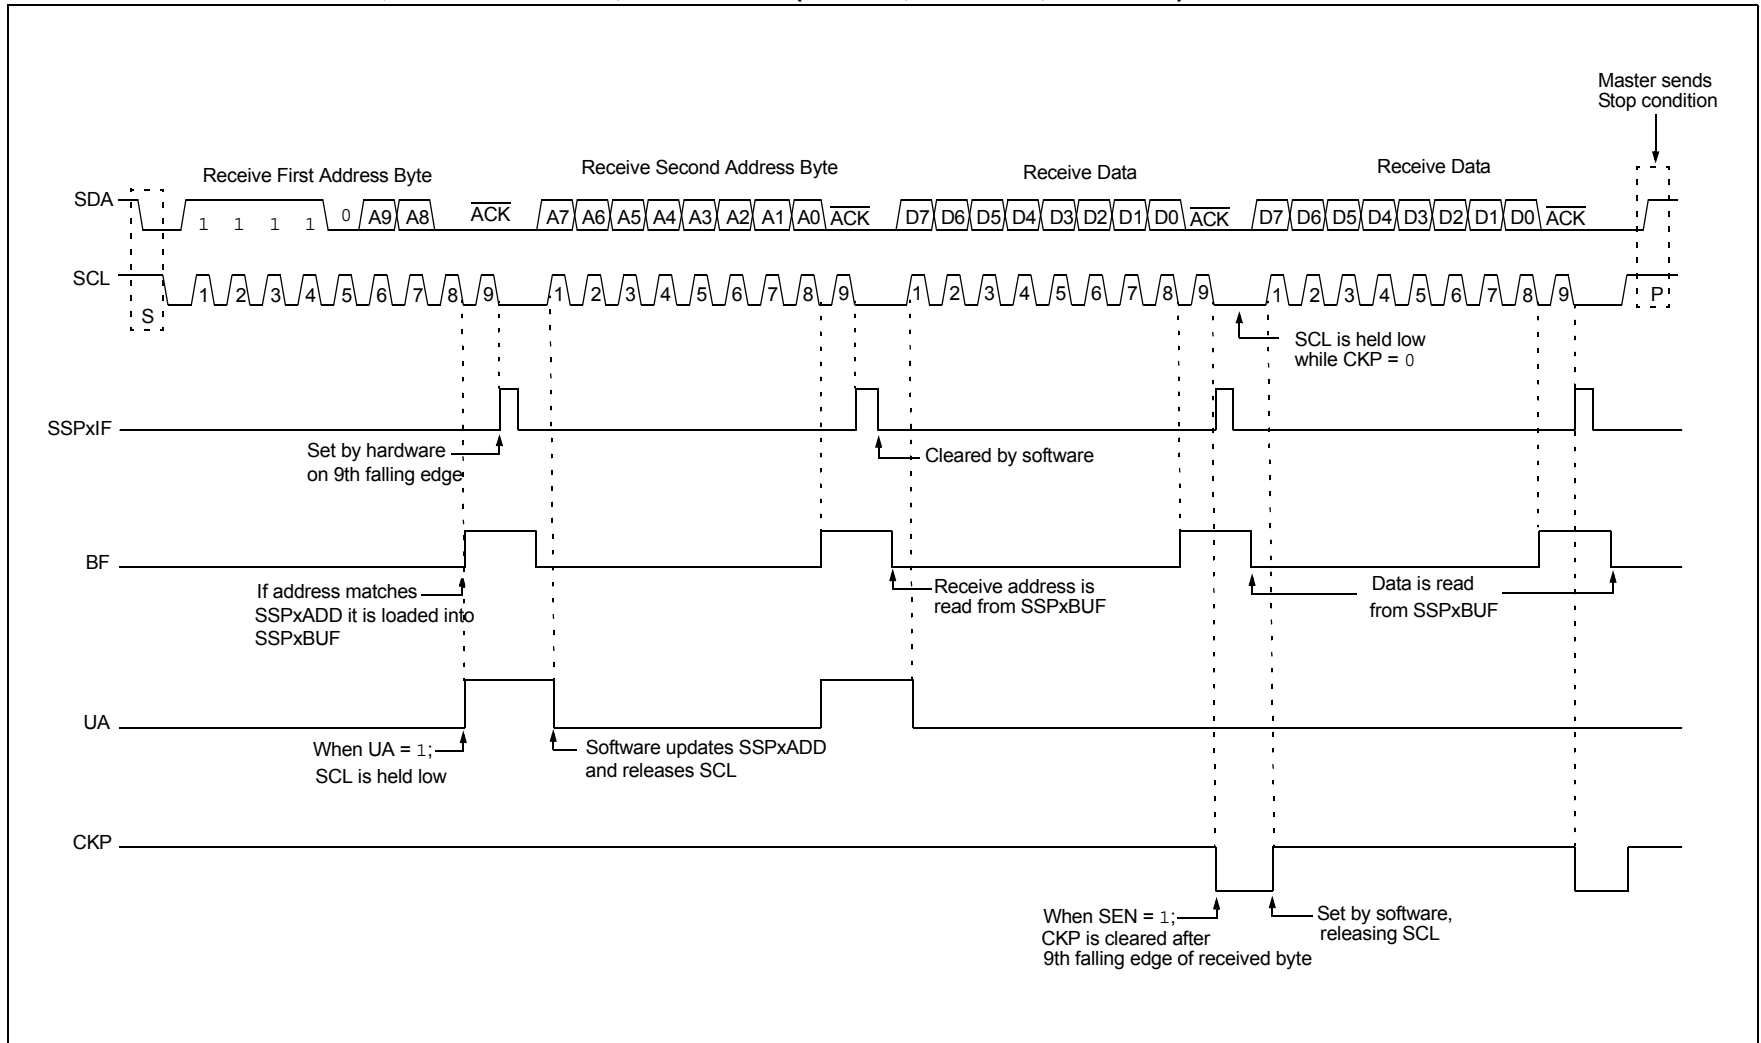 Master sends
Stop condition
Receive First Address Byte
Receive Second Address Byte
Receive Data
Receive Data
SDA
1 1 1 1 0 A9 A8 ACK A7 A6 A5 A4 A3 A2 A1 A0 ACK D7 D6 D5 D4 D3 D2 D1 D0 ACK D7 D6 D5 D4 D3 D2 D1 D0 ACK
SCL
S 1 2 3 4 5 6 7 8 9 1 2 3 4 5 6 7 8 9 1 2 3 4 5 6 7 8 9 1 2 3 4 5 6 7 8 9 P
SCL is held low
while CKP = 0
SSPxIF
Set by hardware
on 9th falling edge
Cleared by software
BF
If address matches
SSPxADD it is loaded into
SSPxBUF
Receive address is
read from SSPxBUF
Data is read
from SSPxBUF
UA
When UA = 1;
SCL is held low
Software updates SSPxADD
and releases SCL
CKP
When SEN = 1;
CKP is cleared after
9th falling edge of received byte
Set by software,
releasing SCL